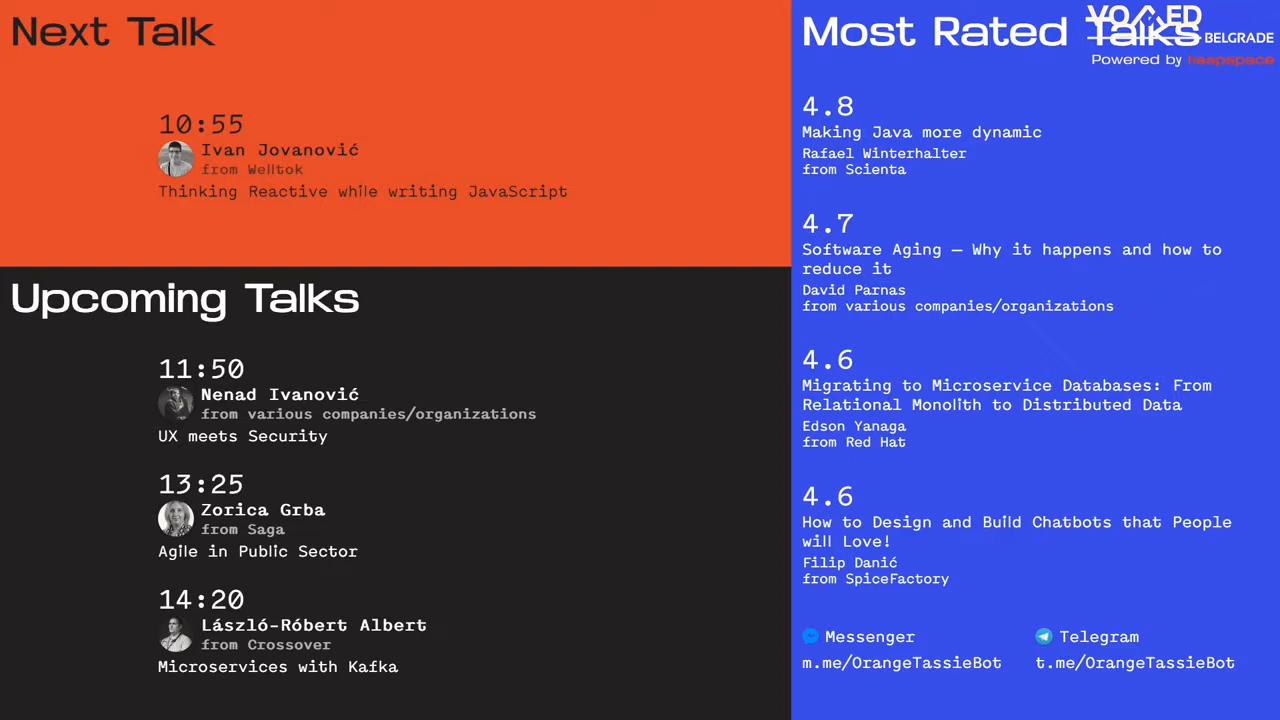 Next Talk
10:55
Ivan Jovanović
from Welltok
Thinking Reactive while writing JavaScript
Upcoming Talks
11:50
Nenad Ivanović
from various companies/organizations
UX meets Security
13:25
Zorica Grba
from Saga
Agile in Public Sector
14:20
László-Róbert Albert
from Crossover
Microservices with Kafka
Most Rated Talks
BELGRADE
Powered by heapspace
4.8
Making Java more dynamic
Rafael Winterhalter
from Scienta
4.7
Software Aging – Why it happens and how to
reduce it
David Parnas
from various companies/organizations
4.6
Migrating to Microservice Databases: From
Relational Monolith to Distributed Data
Edson Yanaga
from Red Hat
4.6
How to Design and Build Chatbots that People
will Love!
Filip Danić
from SpiceFactory
Messenger
m.me/OrangeTassieBot
Telegram
t.me/OrangeTassieBot